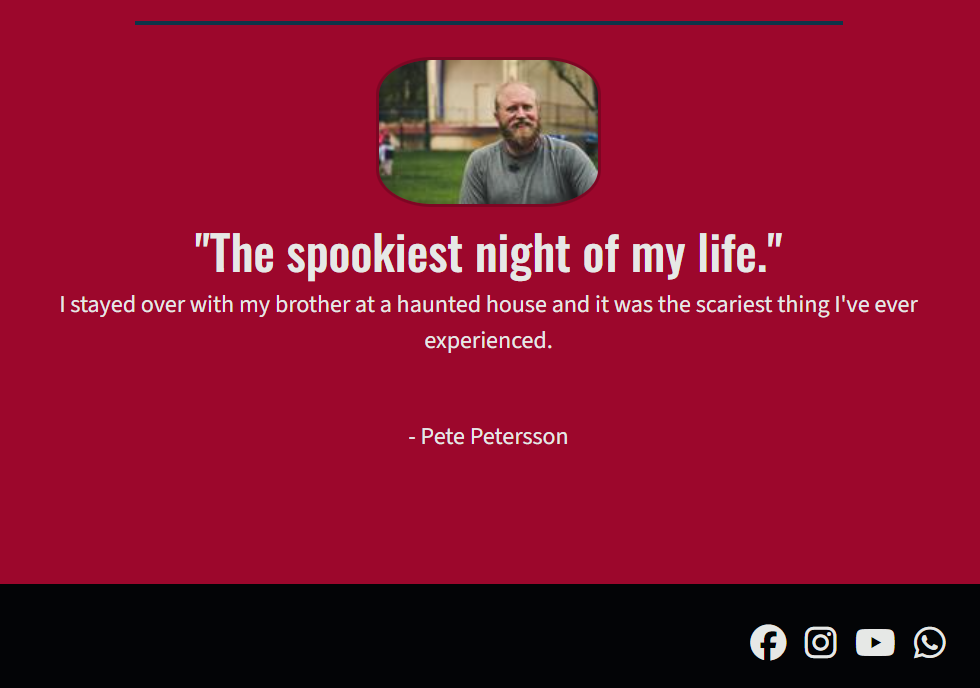 "The spookiest night of my life."
I stayed over with my brother at a haunted house and it was the scariest thing I've ever
experienced.
- Pete Petersson